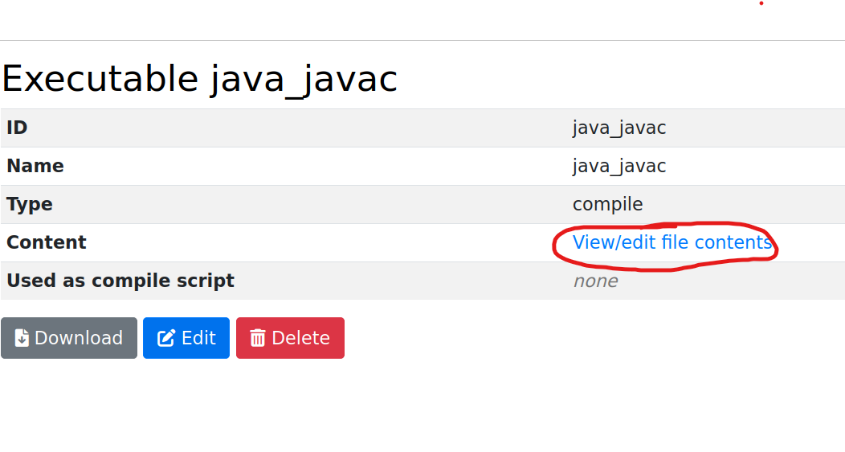 Executable java_javac
ID java_javac
Name java_javac
Type compile
Content View/edit file contents
Used as compile script none
Download Edit Delete